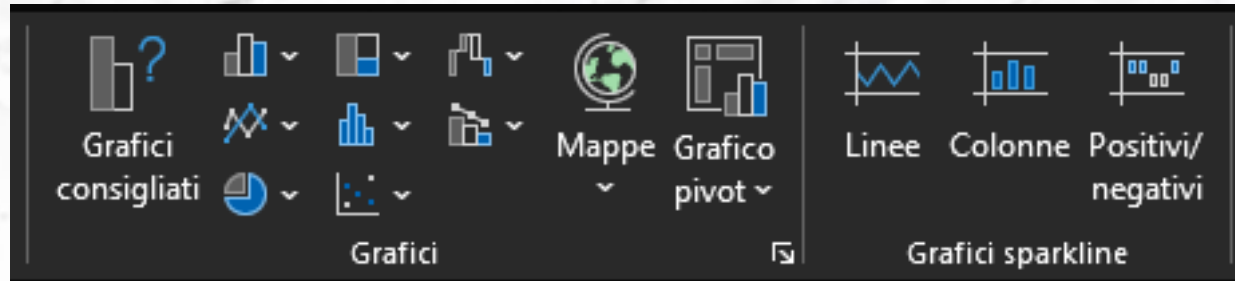 Grafici
consigliati
Mappe
Grafico
pivot
Grafici
Linee
Colonne
Positivi/
negativi
Grafici sparkline